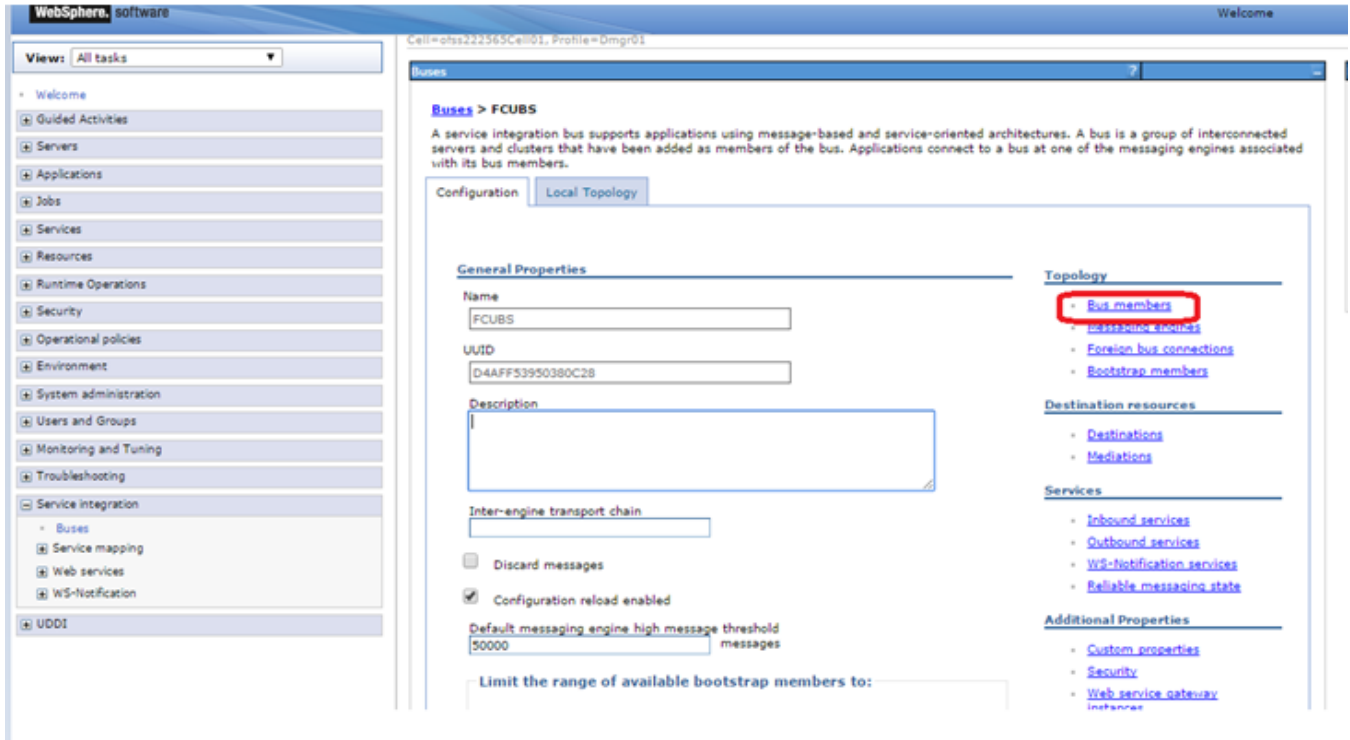 WebSphere. software
Welcome
View: All tasks
Welcome
Guided Activities
Servers
Applications
Jobs
Services
Resources
Runtime Operations
Security
Operational policies
Environment
System administration
Users and Groups
Monitoring and Tuning
Troubleshooting
Service integration
Buses
Service mapping
Web services
WS-Notification
UDDI
Cell=ofss222565Cell01, Profile=Dmgr01
Buses
?
Buses > FCUBS
A service integration bus supports applications using message-based and service-oriented architectures. A bus is a group of interconnected
servers and clusters that have been added as members of the bus. Applications connect to a bus at one of the messaging engines associated
with its bus members.
Configuration
Local Topology
General Properties
Name
FCUBS
UUID
D4AFF53950380C28
Description
Inter-engine transport chain
Discard messages
Configuration reload enabled
Default messaging engine high message threshold
50000 messages
Limit the range of available bootstrap members to:
Topology
Bus members
Messaging engines
Foreign bus connections
Bootstrap members
Destination resources
Destinations
Mediations
Services
Inbound services
Outbound services
WS-Notification services
Reliable messaging state
Additional Properties
Custom properties
Security
Web service gateway
instances